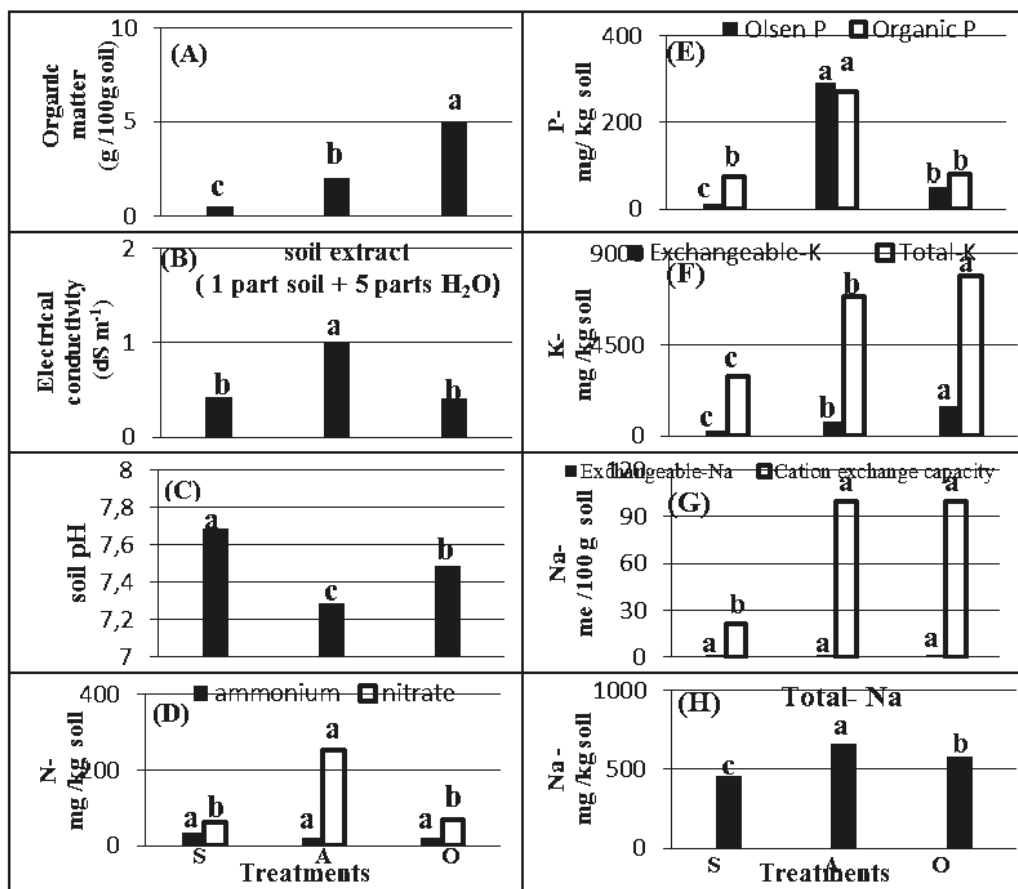 (A)
Organic
matter
(g /100g soil)
10
5
0
c
b
a
(B)
soil extract
( 1 part soil + 5 parts H₂O)
Electrical
conductivity
(dS m⁻¹)
2
1
0
b
a
b
(C)
soil pH
8
7,8
7,6
7,4
7,2
7
a
c
b
(D)
ammonium nitrate
N-
mg /kg soil
400
200
0
a b
a a
a b
S A O
Treatments
(E)
Olsen P Organic P
P-
mg/ kg soil
400
200
0
c b
a a
b b
(F)
Exchangeable-K Total-K
K-
mg /kg soil
9000
4500
0
c c
b b
a a
(G)
Exchangeable-Na Cation exchange capacity
Na-
me /100 g soil
120
90
60
30
0
a b
a a
a a
(H)
Total- Na
Na -
mg/kg soil
1000
500
0
c
a
b
S A O
Treatments